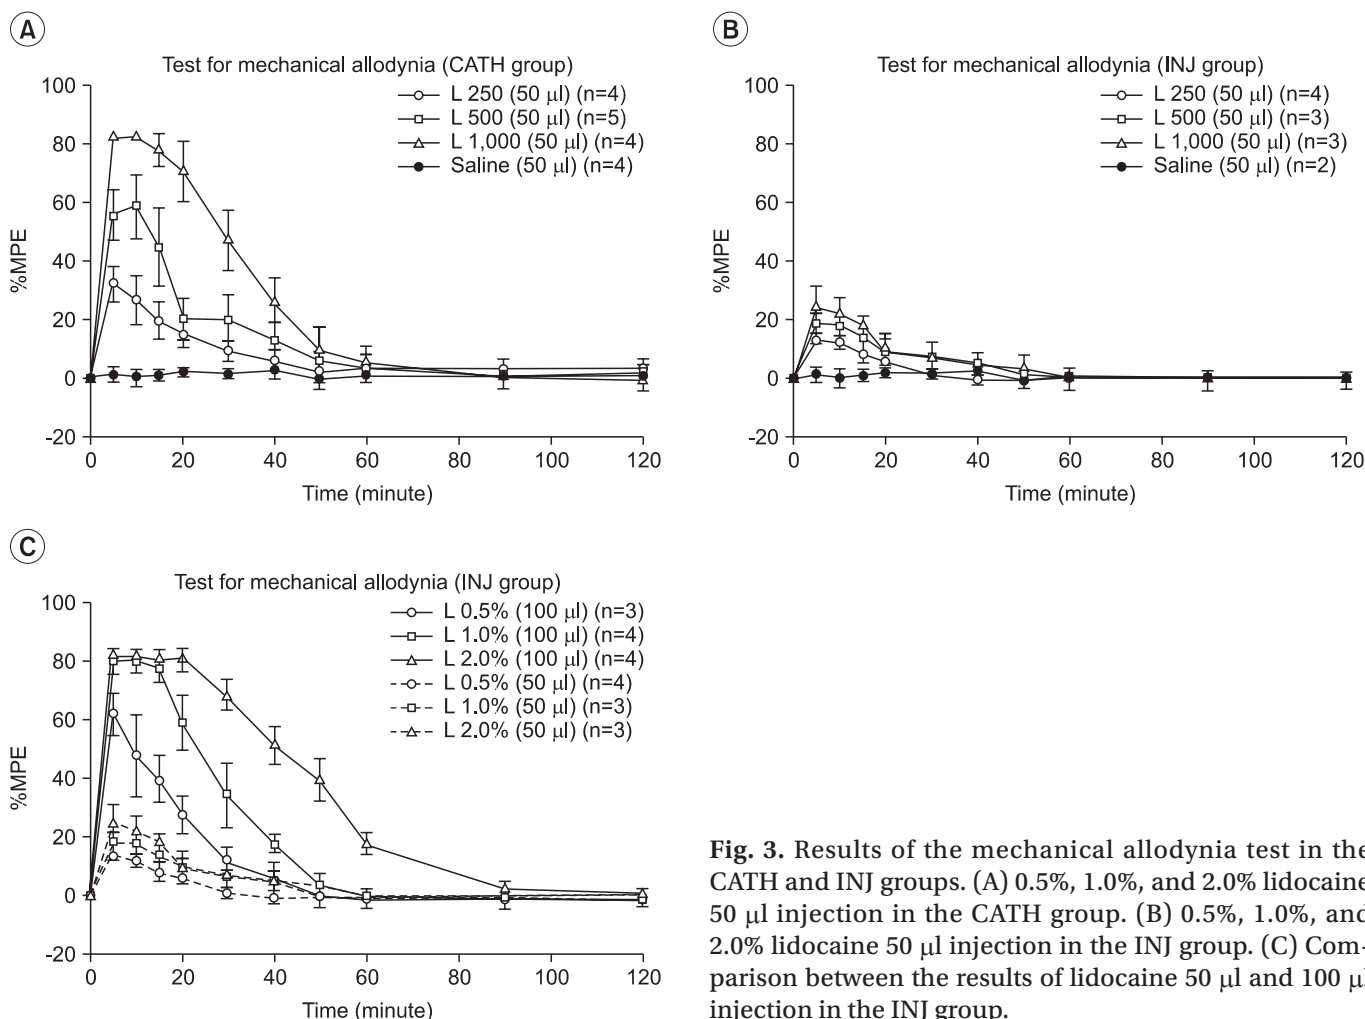 A
Test for mechanical allodynia (CATH group)
L 250 (50 μl) (n=4)
L 500 (50 μl) (n=5)
L 1,000 (50 μl) (n=4)
Saline (50 μl) (n=4)
%MPE
100
80
60
40
20
0
-20
0 20 40 60 80 100 120
Time (minute)
B
Test for mechanical allodynia (INJ group)
L 250 (50 μl) (n=4)
L 500 (50 μl) (n=3)
L 1,000 (50 μl) (n=3)
Saline (50 μl) (n=2)
%MPE
100
80
60
40
20
0
-20
0 20 40 60 80 100 120
Time (minute)
C
Test for mechanical allodynia (INJ group)
L 0.5% (100 μl) (n=3)
L 1.0% (100 μl) (n=4)
L 2.0% (100 μl) (n=4)
L 0.5% (50 μl) (n=4)
L 1.0% (50 μl) (n=3)
L 2.0% (50 μl) (n=3)
%MPE
100
80
60
40
20
0
-20
0 20 40 60 80 100 120
Time (minute)
Fig. 3. Results of the mechanical allodynia test in the
CATH and INJ groups. (A) 0.5%, 1.0%, and 2.0% lidocaine
50 μl injection in the CATH group. (B) 0.5%, 1.0%, and
2.0% lidocaine 50 μl injection in the INJ group. (C) Com-
parison between the results of lidocaine 50 μl and 100 μl
injection in the INJ group.